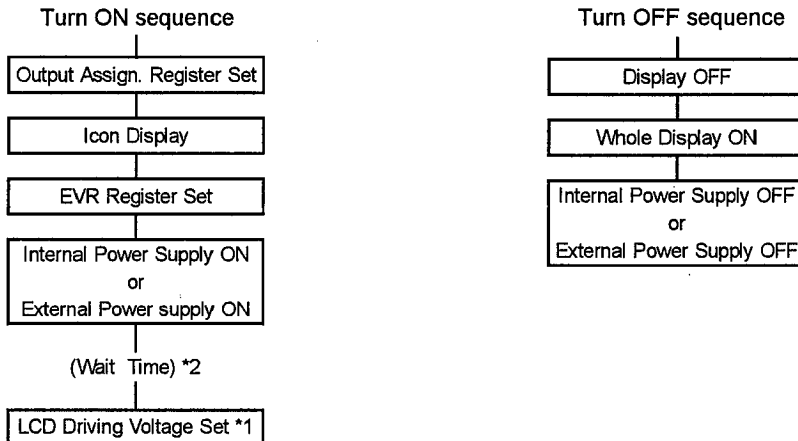 Turn ON sequence
Output Assign. Register Set
Icon Display
EVR Register Set
Internal Power Supply ON
or
External Power supply ON
(Wait Time) *2
LCD Driving Voltage Set *1
Turn OFF sequence
Display OFF
Whole Display ON
Internal Power Supply OFF
or
External Power Supply OFF